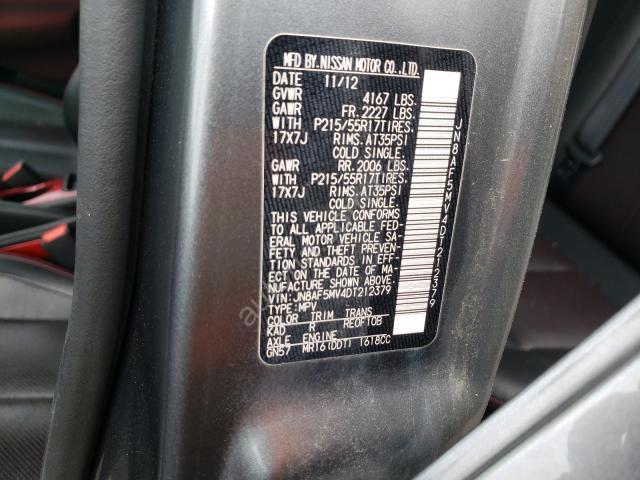 MFD BY. NISSAN MOTOR CO., LTD.
DATE 11/12
GVWR 4167 LBS.
GAWR FR. 2227 LBS.
WITH P215/55R17TIRES.
17X7J RIMS. AT35PSI
COLD SINGLE.
GAWR RR. 2006 LBS.
WITH P215/55R17TIRES.
17X7J RIMS. AT35PSI
COLD SINGLE.
THIS VEHICLE CONFORMS
TO ALL APPLICABLE FED-
ERAL MOTOR VEHICLE SA-
FETY AND THEFT PREVEN-
TION STANDARDS IN EFF-
ECT ON THE DATE OF MA-
NUFACTURE SHOWN ABOVE.
VIN: JN8AF5MV4DT212379
TYPE: MPV
COLOR TRIM TRANS
KAD R RE0F10B
AXLE ENGINE
GN57 MR16(DDT) 1618CC
JN8AF5MV4DT212379